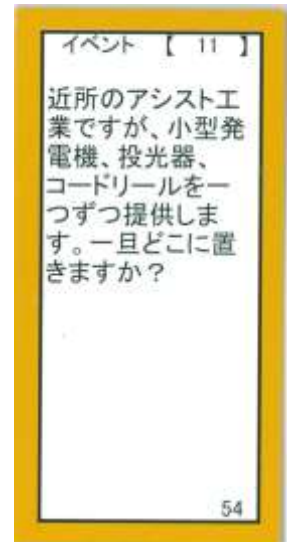 イベント 【 11 】
近所のアシスト工
業ですが、小型発
電機、投光器、
コードリールを一
つずつ提供しま
す。一旦どこに置
きますか？
54